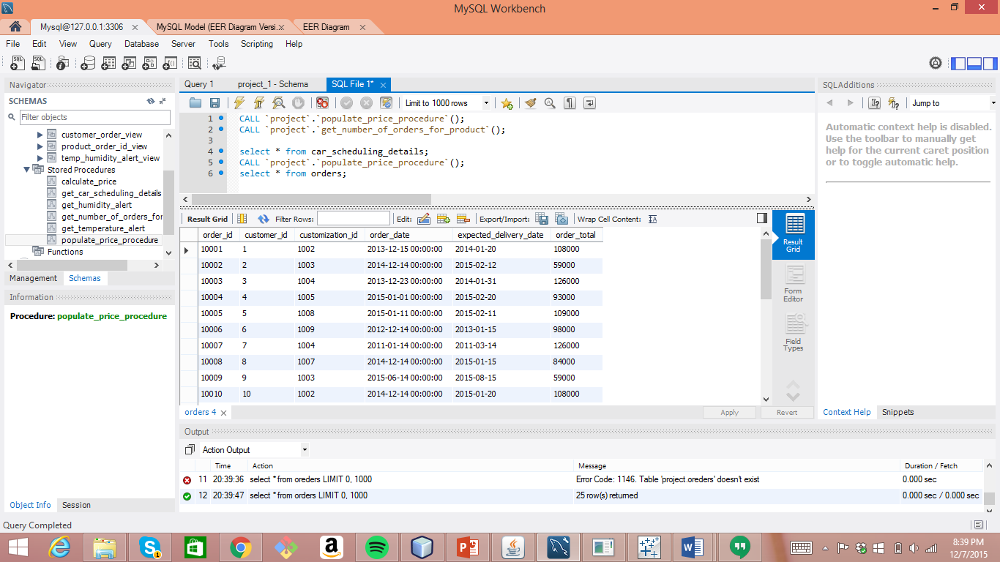 MySQL Workbench
Mysql@127.0.0.1:3306
MySQL Model (EER Diagram Versi...
EER Diagram
File Edit View Query Database Server Tools Scripting Help
Navigator
SCHEMAS
Filter objects
customer_order_view
product_order_id_view
temp_humidity_alert_view
Stored Procedures
calculate_price
get_car_scheduling_details
get_humidity_alert
get_number_of_orders_for
get_temperature_alert
populate_price_procedure
Functions
Management Schemas
Information
Procedure: populate_price_procedure
Object Info Session
Query 1 project_1 - Schema SQL File 1*
Limit to 1000 rows
1 CALL `project`.`populate_price_procedure`();
2 CALL `project`.`get_number_of_orders_for_product`();
3
4 select * from car_scheduling_details;
5 CALL `project`.`populate_price_procedure`();
6 select * from orders;
Result Grid Filter Rows: Edit: Export/Import: Wrap Cell Content:
order_id customer_id customization_id order_date expected_delivery_date order_total
10001 1 1002 2013-12-15 00:00:00 2014-01-20 108000
10002 2 1003 2014-12-14 00:00:00 2015-02-12 59000
10003 3 1004 2013-12-23 00:00:00 2014-01-31 126000
10004 4 1005 2015-01-01 00:00:00 2015-02-20 93000
10005 5 1008 2015-01-11 00:00:00 2015-02-11 109000
10006 6 1009 2012-12-14 00:00:00 2013-01-15 98000
10007 7 1004 2011-01-14 00:00:00 2011-03-14 126000
10008 8 1007 2014-12-14 00:00:00 2015-01-15 84000
10009 9 1003 2015-06-14 00:00:00 2015-08-15 59000
10010 10 1002 2014-12-14 00:00:00 2015-01-20 108000
Result
Grid
Form
Editor
Field
Types
orders 4
Apply Revert
SQLAdditions
Jump to
Automatic context help is disabled.
Use the toolbar to manually get
help for the current caret position
or to toggle automatic help.
Context Help Snippets
Output
Action Output
Time Action Message Duration / Fetch
11 20:39:36 select * from oreders LIMIT 0, 1000 Error Code: 1146. Table 'project.oreders' doesn't exist 0.000 sec
12 20:39:47 select * from orders LIMIT 0, 1000 25 row(s) returned 0.000 sec / 0.000 sec
Query Completed
8:39 PM
12/7/2015